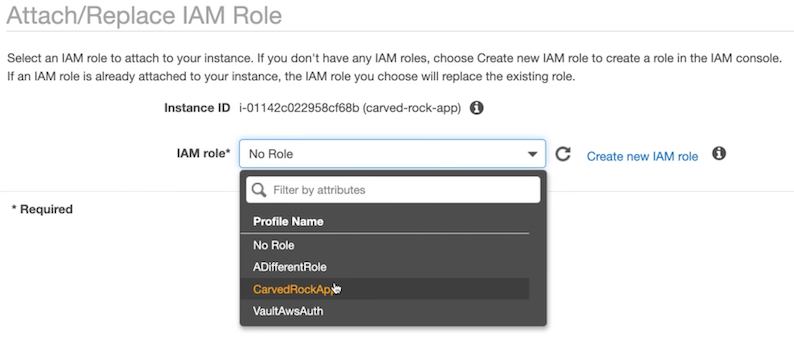 Attach/Replace IAM Role
Select an IAM role to attach to your instance. If you don't have any IAM roles, choose Create new IAM role to create a role in the IAM console.
If an IAM role is already attached to your instance, the IAM role you choose will replace the existing role.
Instance ID i-01142c022958cf68b (carved-rock-app)
IAM role* No Role Create new IAM role
Filter by attributes
* Required
Profile Name
No Role
ADifferentRole
CarvedRockApp
VaultAwsAuth